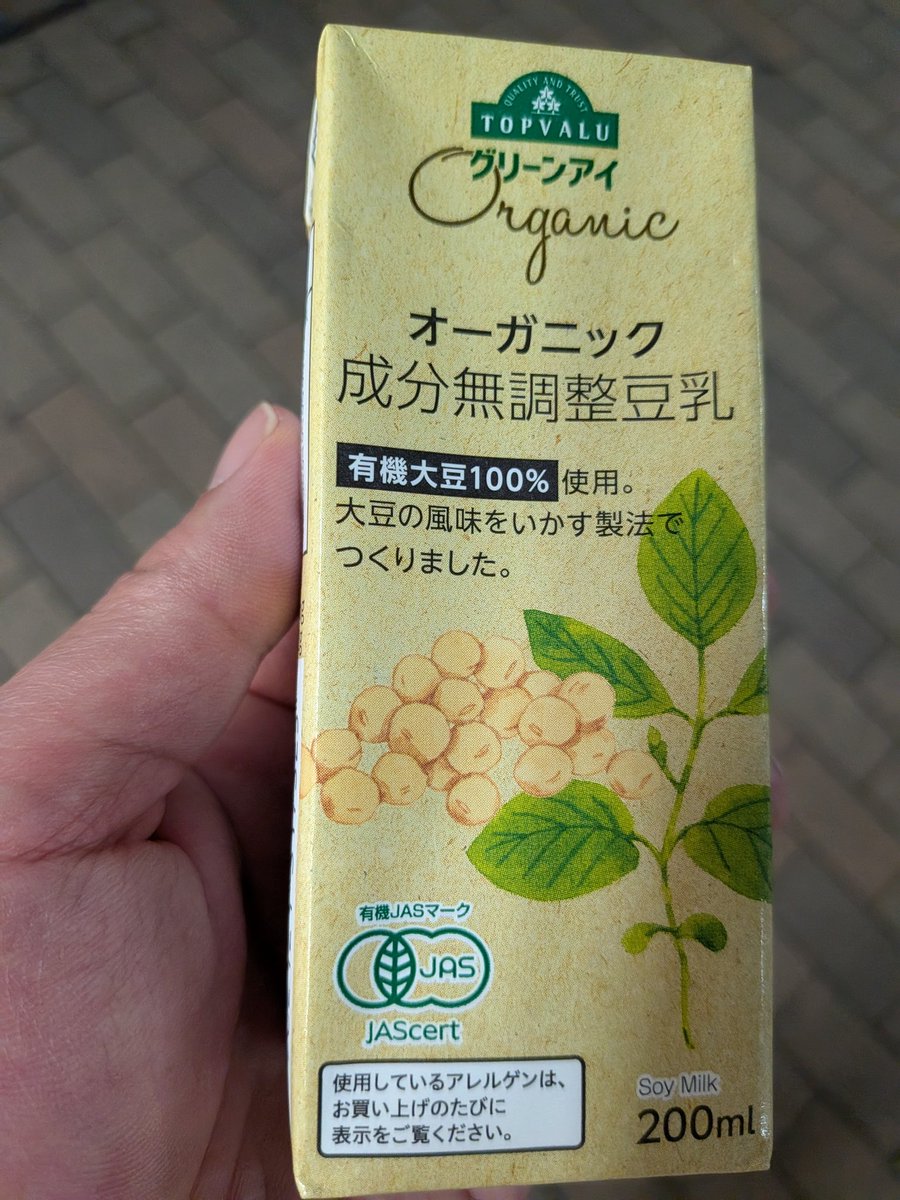 QUALITY AND TRUST
TOPVALU
グリーンアイ
Organic
オーガニック
成分無調整豆乳
有機大豆100% 使用。
大豆の風味をいかす製法で
つくりました。
有機JASマーク
JAS
JAScert
使用しているアレルゲンは、
お買い上げのたびに
表示をご覧ください。
Soy Milk
200ml